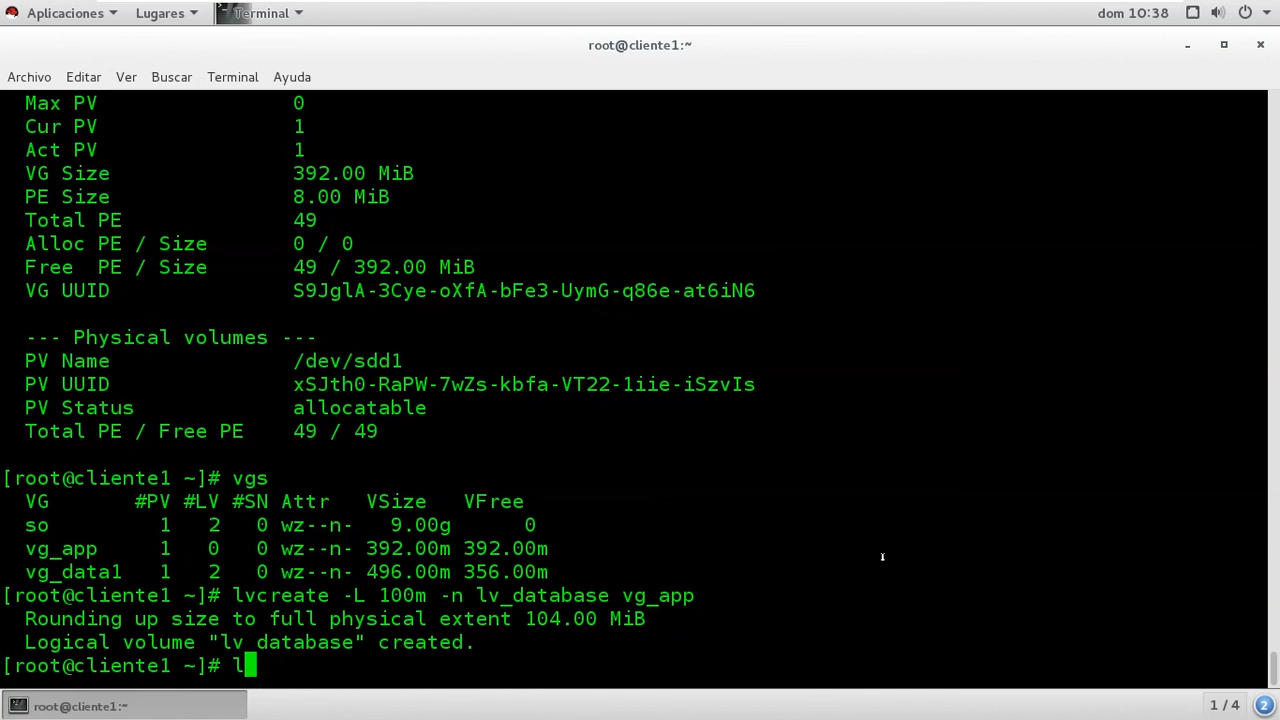 Aplicaciones Lugares Terminal dom 10:38
root@cliente1:~
Archivo Editar Ver Buscar Terminal Ayuda
Max PV 0
Cur PV 1
Act PV 1
VG Size 392.00 MiB
PE Size 8.00 MiB
Total PE 49
Alloc PE / Size 0 / 0
Free PE / Size 49 / 392.00 MiB
VG UUID S9JglA-3Cye-oXfA-bFe3-UymG-q86e-at6iN6
--- Physical volumes ---
PV Name /dev/sdd1
PV UUID xSJth0-RaPW-7wZs-kbfa-VT22-1iie-iSzvIs
PV Status allocatable
Total PE / Free PE 49 / 49
[root@cliente1 ~]# vgs
VG #PV #LV #SN Attr VSize VFree
so 1 2 0 wz--n- 9.00g 0
vg_app 1 0 0 wz--n- 392.00m 392.00m
vg_data1 1 2 0 wz--n- 496.00m 356.00m
[root@cliente1 ~]# lvcreate -L 100m -n lv_database vg_app
Rounding up size to full physical extent 104.00 MiB
Logical volume "lv_database" created.
[root@cliente1 ~]# l
root@cliente1:~ 1 / 4 2